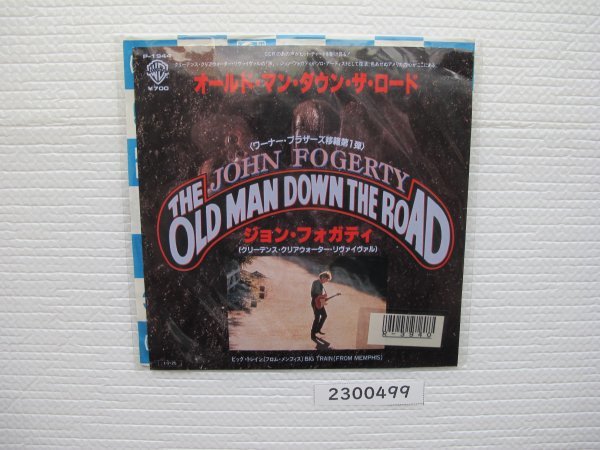 P-1944
¥700
オールド・マン・ダウン・ザ・ロード
(ワーナー・ブラザーズ移籍第1弾)
JOHN FOGERTY
THE OLD MAN DOWN THE ROAD
ジョン・フォガティ
(クリーデンス・クリアウォーター・リヴァイヴァル)
ビッグ・トレイン(フロム・メンフィス) BIG TRAIN (FROM MEMPHIS)
2300499